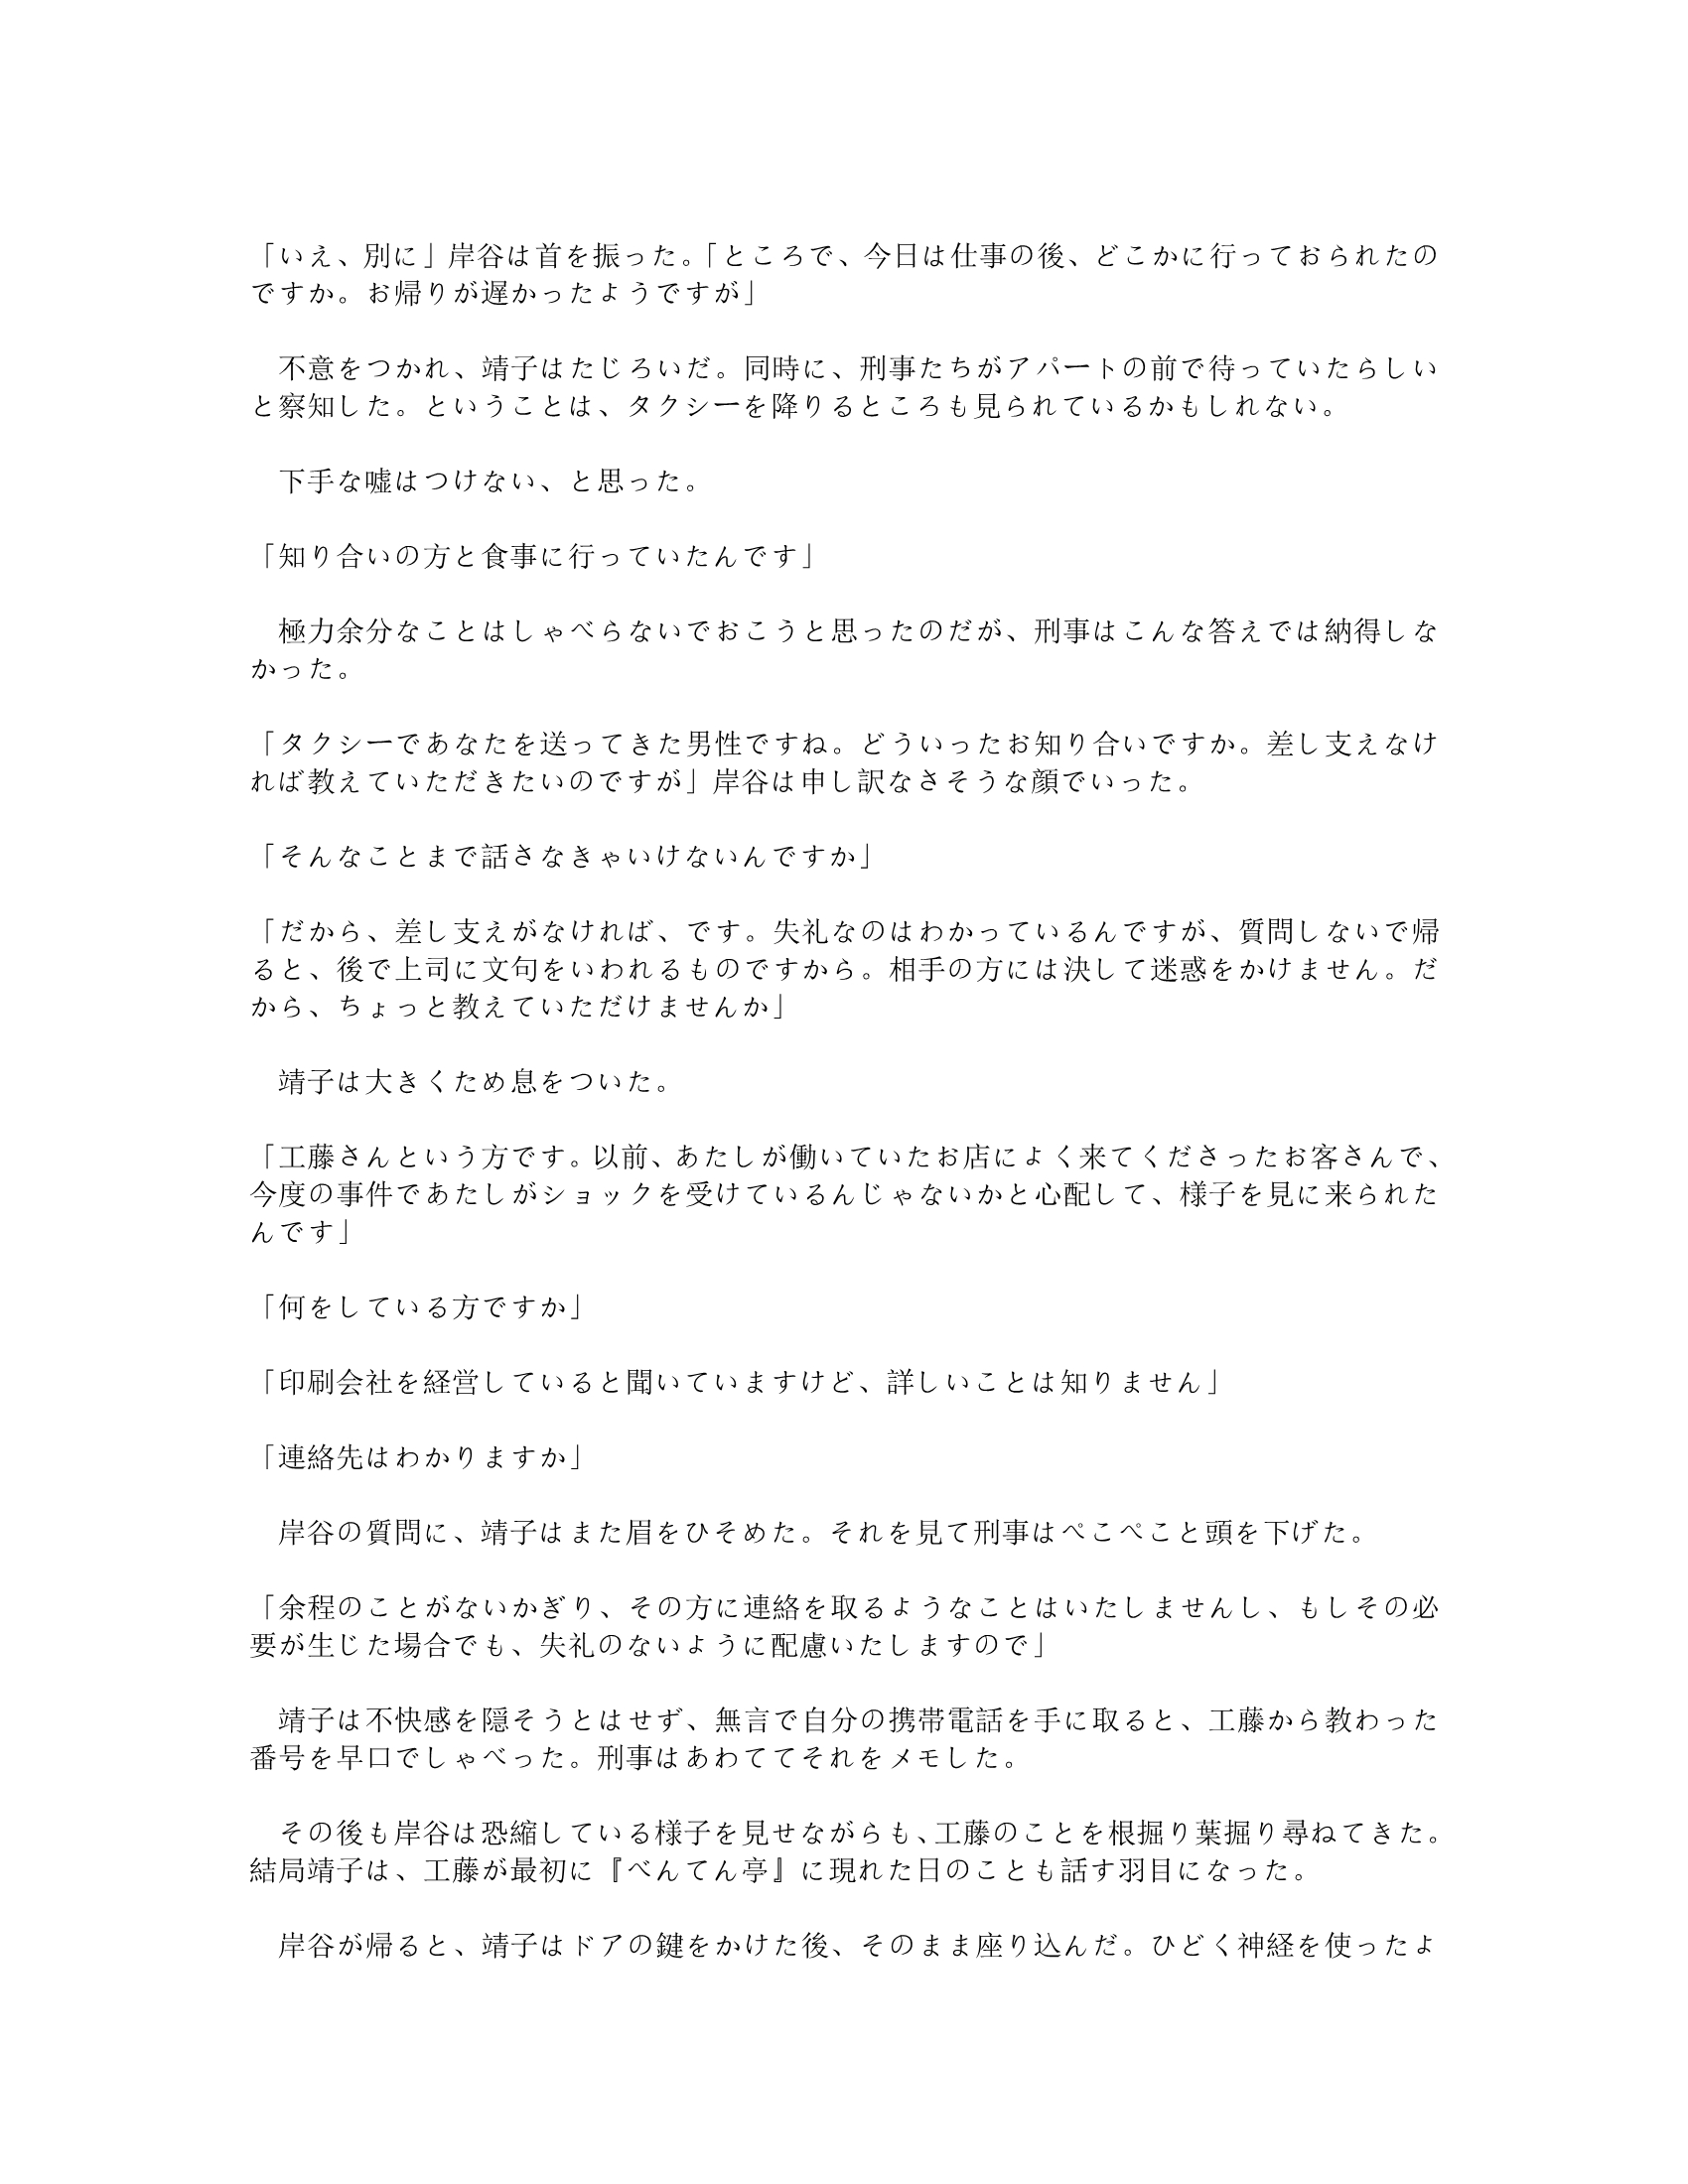 「いえ、別に」岸谷は首を振った。「ところで、今日は仕事の後、どこかに行っておられたの
ですか。お帰りが遅かったようですが」
　不意をつかれ、靖子はたじろいだ。同時に、刑事たちがアパートの前で待っていたらしい
と察知した。ということは、タクシーを降りるところも見られているかもしれない。
　下手な嘘はつけない、と思った。
「知り合いの方と食事に行っていたんです」
　極力余分なことはしゃべらないでおこうと思ったのだが、刑事はこんな答えでは納得しな
かった。
「タクシーであなたを送ってきた男性ですね。どういったお知り合いですか。差し支えなけ
れば教えていただきたいのですが」岸谷は申し訳なさそうな顔でいった。
「そんなことまで話さなきゃいけないんですか」
「だから、差し支えがなければ、です。失礼なのはわかっているんですが、質問しないで帰
ると、後で上司に文句をいわれるものですから。相手の方には決して迷惑をかけません。だ
から、ちょっと教えていただけませんか」
　靖子は大きくため息をついた。
「工藤さんという方です。以前、あたしが働いていたお店によく来てくださったお客さんで、
今度の事件であたしがショックを受けているんじゃないかと心配して、様子を見に来られた
んです」
「何をしている方ですか」
「印刷会社を経営していると聞いていますけど、詳しいことは知りません」
「連絡先はわかりますか」
　岸谷の質問に、靖子はまた眉をひそめた。それを見て刑事はぺこぺこと頭を下げた。
「余程のことがないかぎり、その方に連絡を取るようなことはいたしませんし、もしその必
要が生じた場合でも、失礼のないように配慮いたしますので」
　靖子は不快感を隠そうとはせず、無言で自分の携帯電話を手に取ると、工藤から教わった
番号を早口でしゃべった。刑事はあわててそれをメモした。
　その後も岸谷は恐縮している様子を見せながらも、工藤のことを根掘り葉掘り尋ねてきた。
結局靖子は、工藤が最初に『べんてん亭』に現れた日のことも話す羽目になった。
　岸谷が帰ると、靖子はドアの鍵をかけた後、そのまま座り込んだ。ひどく神経を使ったよ